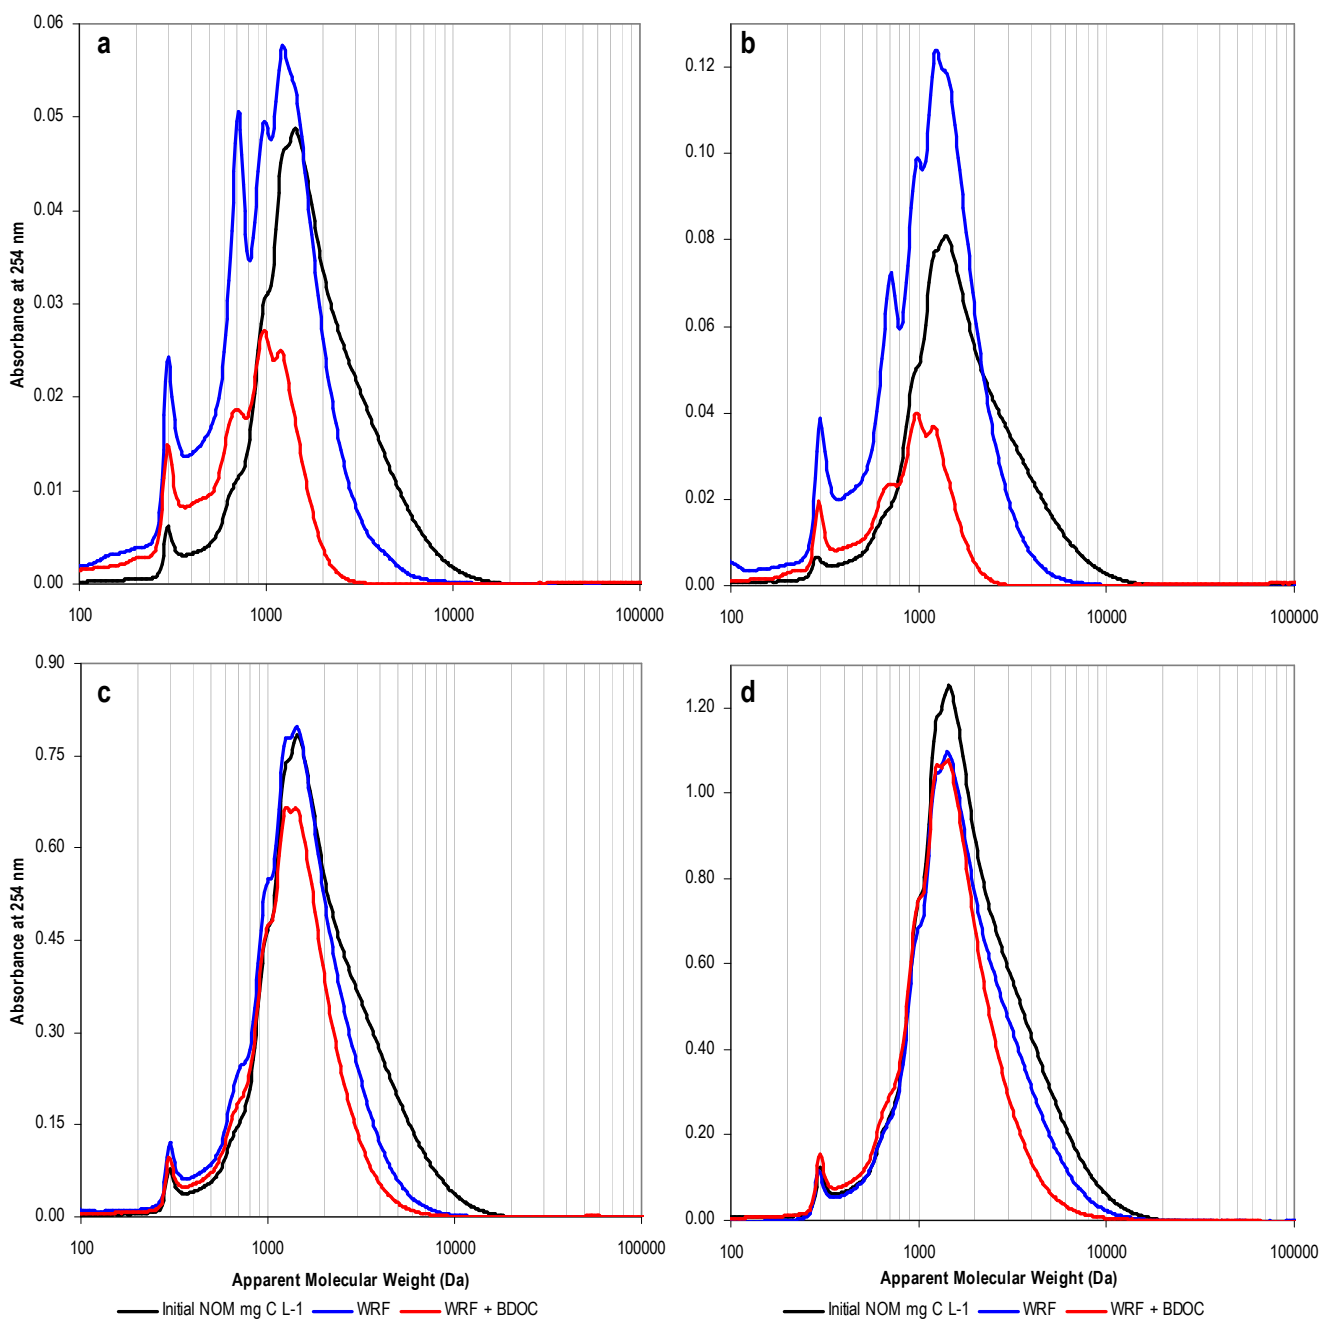 a
0.06
0.05
0.04
0.03
0.02
0.01
0.00
Absorbance at 254 nm
100 1000 10000 100000
b
0.12
0.10
0.08
0.06
0.04
0.02
0.00
100 1000 10000 100000
c
0.90
0.75
0.60
0.45
0.30
0.15
0.00
Absorbance at 254 nm
100 1000 10000 100000
Apparent Molecular Weight (Da)
Initial NOM mg C L-1 WRF WRF + BDOC
d
1.20
1.00
0.80
0.60
0.40
0.20
0.00
100 1000 10000 100000
Apparent Molecular Weight (Da)
Initial NOM mg C L-1 WRF WRF + BDOC